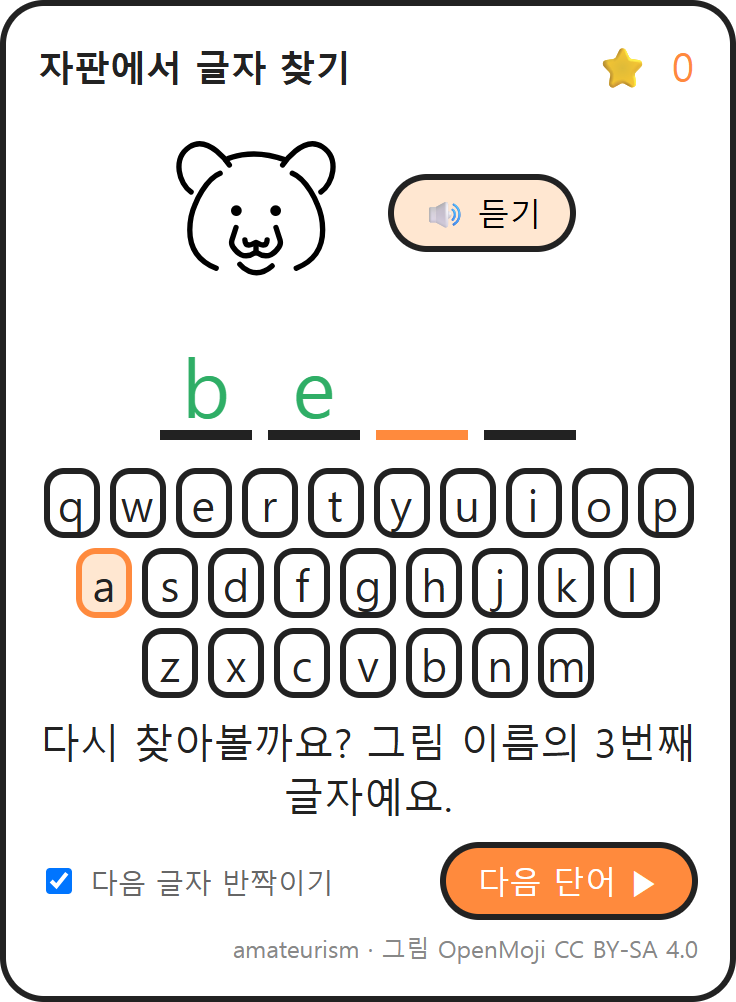 자판에서 글자 찾기
0
듣기
b e
q w e r t y u i o p
a s d f g h j k l
z x c v b n m
다시 찾아볼까요? 그림 이름의 3번째
글자예요.
다음 글자 반짝이기
다음 단어 ▶
amateurism · 그림 OpenMoji CC BY-SA 4.0